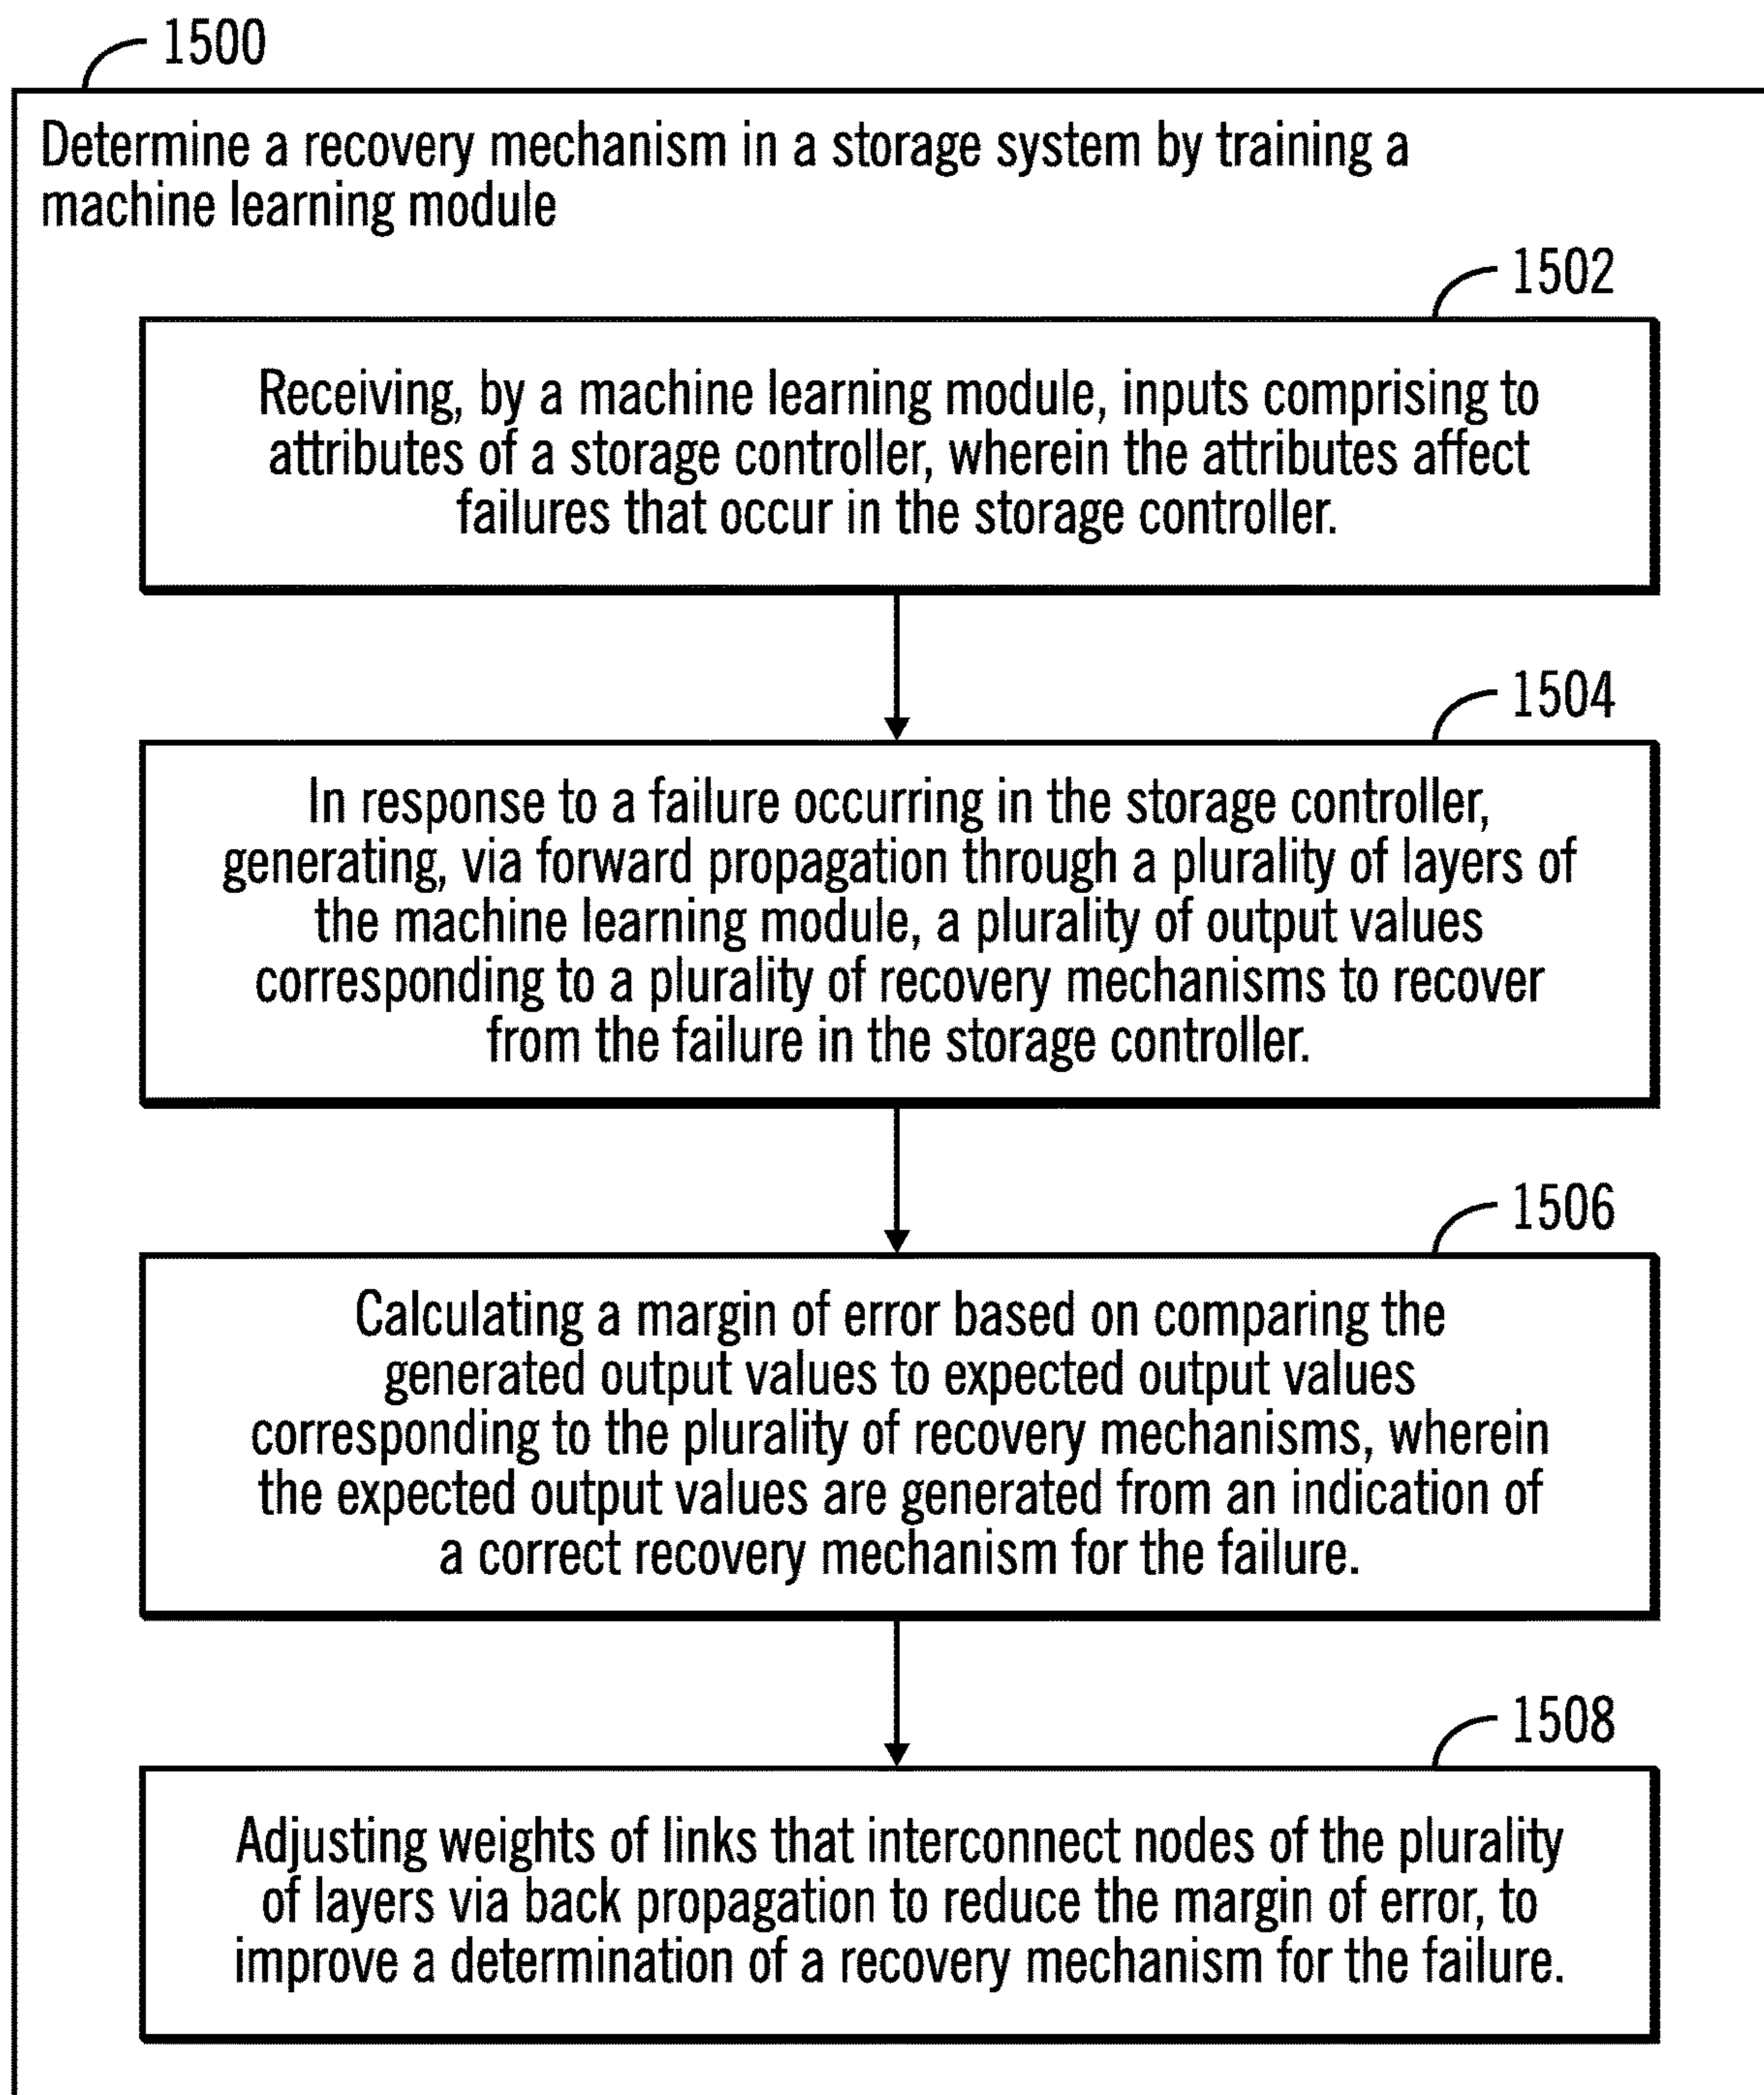 1500
Determine a recovery mechanism in a storage system by training a
machine learning module
1502
Receiving, by a machine learning module, inputs comprising to
attributes of a storage controller, wherein the attributes affect
failures that occur in the storage controller.
1504
In response to a failure occurring in the storage controller,
generating, via forward propagation through a plurality of layers of
the machine learning module, a plurality of output values
corresponding to a plurality of recovery mechanisms to recover
from the failure in the storage controller.
1506
Calculating a margin of error based on comparing the
generated output values to expected output values
corresponding to the plurality of recovery mechanisms, wherein
the expected output values are generated from an indication of
a correct recovery mechanism for the failure.
1508
Adjusting weights of links that interconnect nodes of the plurality
of layers via back propagation to reduce the margin of error, to
improve a determination of a recovery mechanism for the failure.